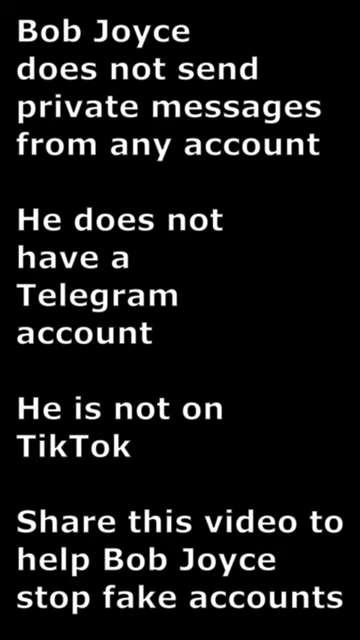 Bob Joyce
does not send
private messages
from any account
He does not
have a
Telegram
account
He is not on
TikTok
Share this video to
help Bob Joyce
stop fake accounts